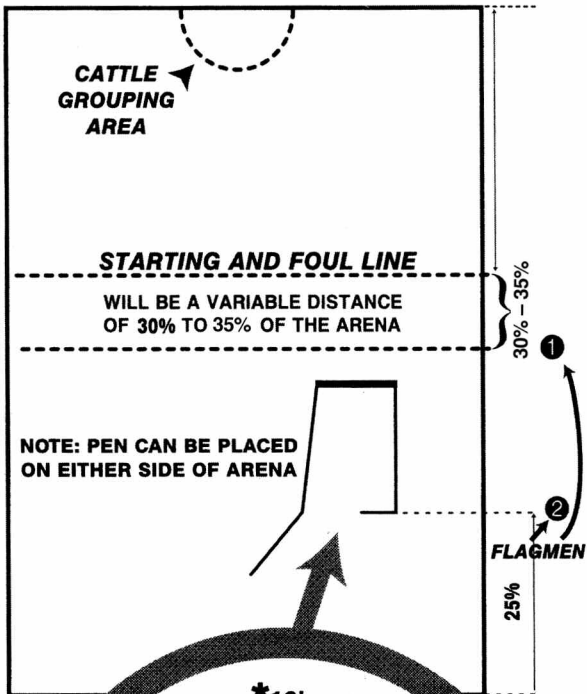 CATTLE
GROUPING
AREA
STARTING AND FOUL LINE
WILL BE A VARIABLE DISTANCE
OF 30% TO 35% OF THE ARENA
30% – 35%
1
NOTE: PEN CAN BE PLACED
ON EITHER SIDE OF ARENA
2
FLAGMEN
25%